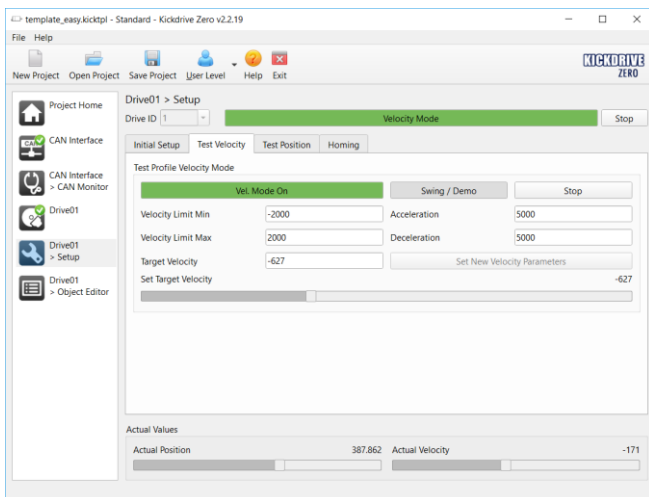 template_easy.kicktpl - Standard - Kickdrive Zero v2.2.19
File Help
New Project Open Project Save Project User Level Help Exit
KICKDRIVE
ZERO
Project Home
CAN Interface
CAN Interface
> CAN Monitor
Drive01
Drive01
> Setup
Drive01
> Object Editor
Drive01 > Setup
Drive ID 1 Velocity Mode Stop
Initial Setup Test Velocity Test Position Homing
Test Profile Velocity Mode
Vel. Mode On Swing / Demo Stop
Velocity Limit Min -2000 Acceleration 5000
Velocity Limit Max 2000 Deceleration 5000
Target Velocity -627 Set New Velocity Parameters
Set Target Velocity -627
Actual Values
Actual Position 387.862 Actual Velocity -171